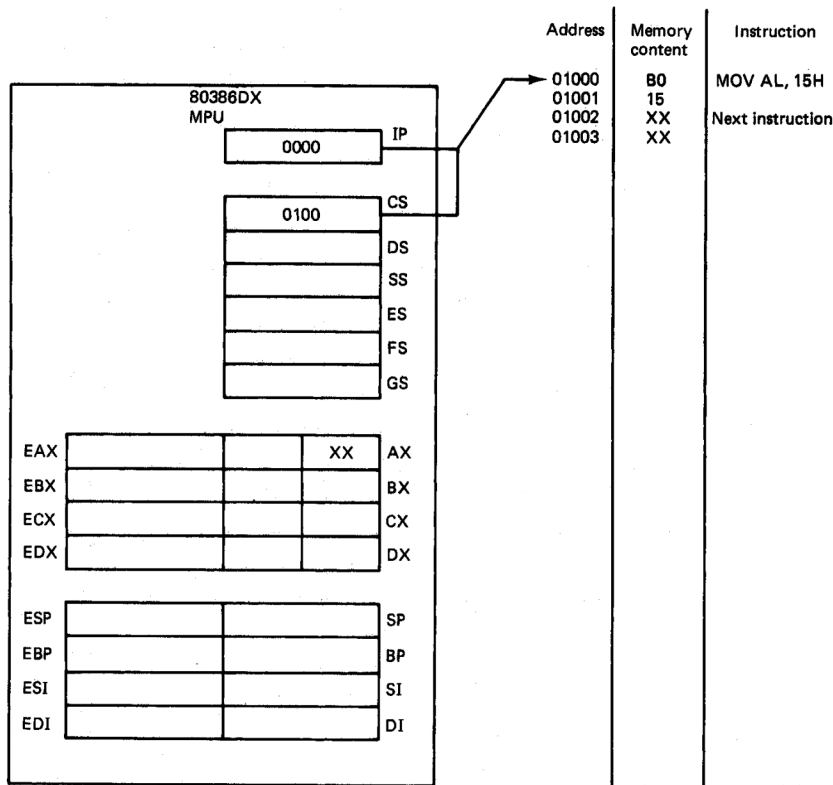 Address Memory content Instruction
01000 B0 MOV AL, 15H
01001 15
01002 XX Next instruction
01003 XX
80386DX
MPU
0000 IP
0100 CS
DS
SS
ES
FS
GS
EAX XX AX
EBX BX
ECX CX
EDX DX
ESP SP
EBP BP
ESI SI
EDI DI